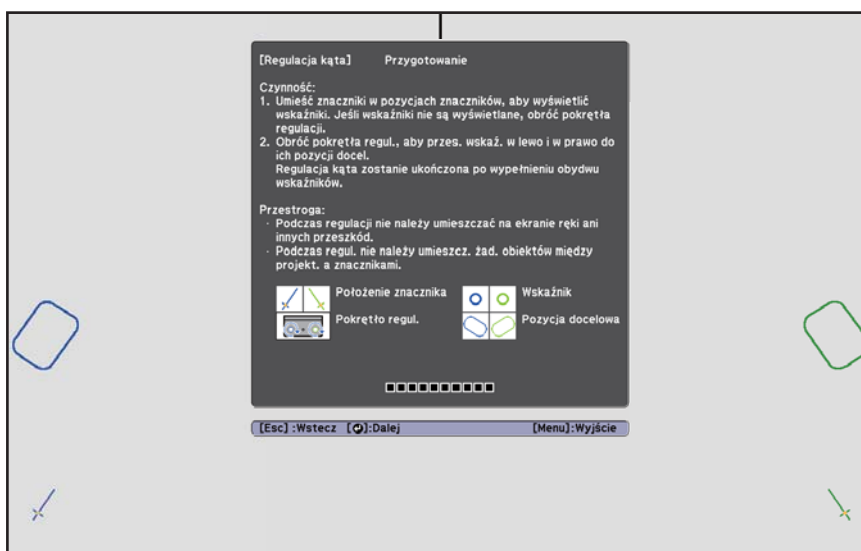 [Regulacja kąta] Przygotowanie
Czynność:
1. Umieść znaczniki w pozycjach znaczników, aby wyświetlić
wskaźniki. Jeśli wskaźniki nie są wyświetlane, obróć pokrętła
regulacji.
2. Obróć pokrętła regul., aby przes. wskaź. w lewo i w prawo do
ich pozycji docel.
Regulacja kąta zostanie ukończona po wypełnieniu obydwu
wskaźników.
Przestroga:
· Podczas regulacji nie należy umieszczać na ekranie ręki ani
innych przeszkód.
· Podczas regul. nie należy umieszcz. żad. obiektów między
projekt. a znacznikami.
Położenie znacznika Wskaźnik
Pokrętło regul. Pozycja docelowa
[Esc] :Wstecz [⏎]:Dalej [Menu]:Wyjście